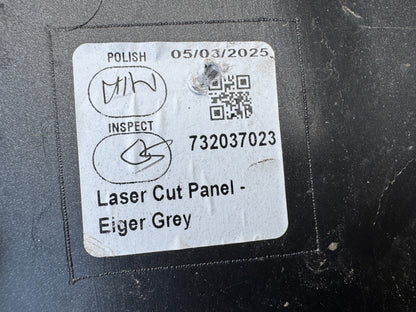 POLISH 05/03/2025
INSPECT
732037023
Laser Cut Panel -
Eiger Grey